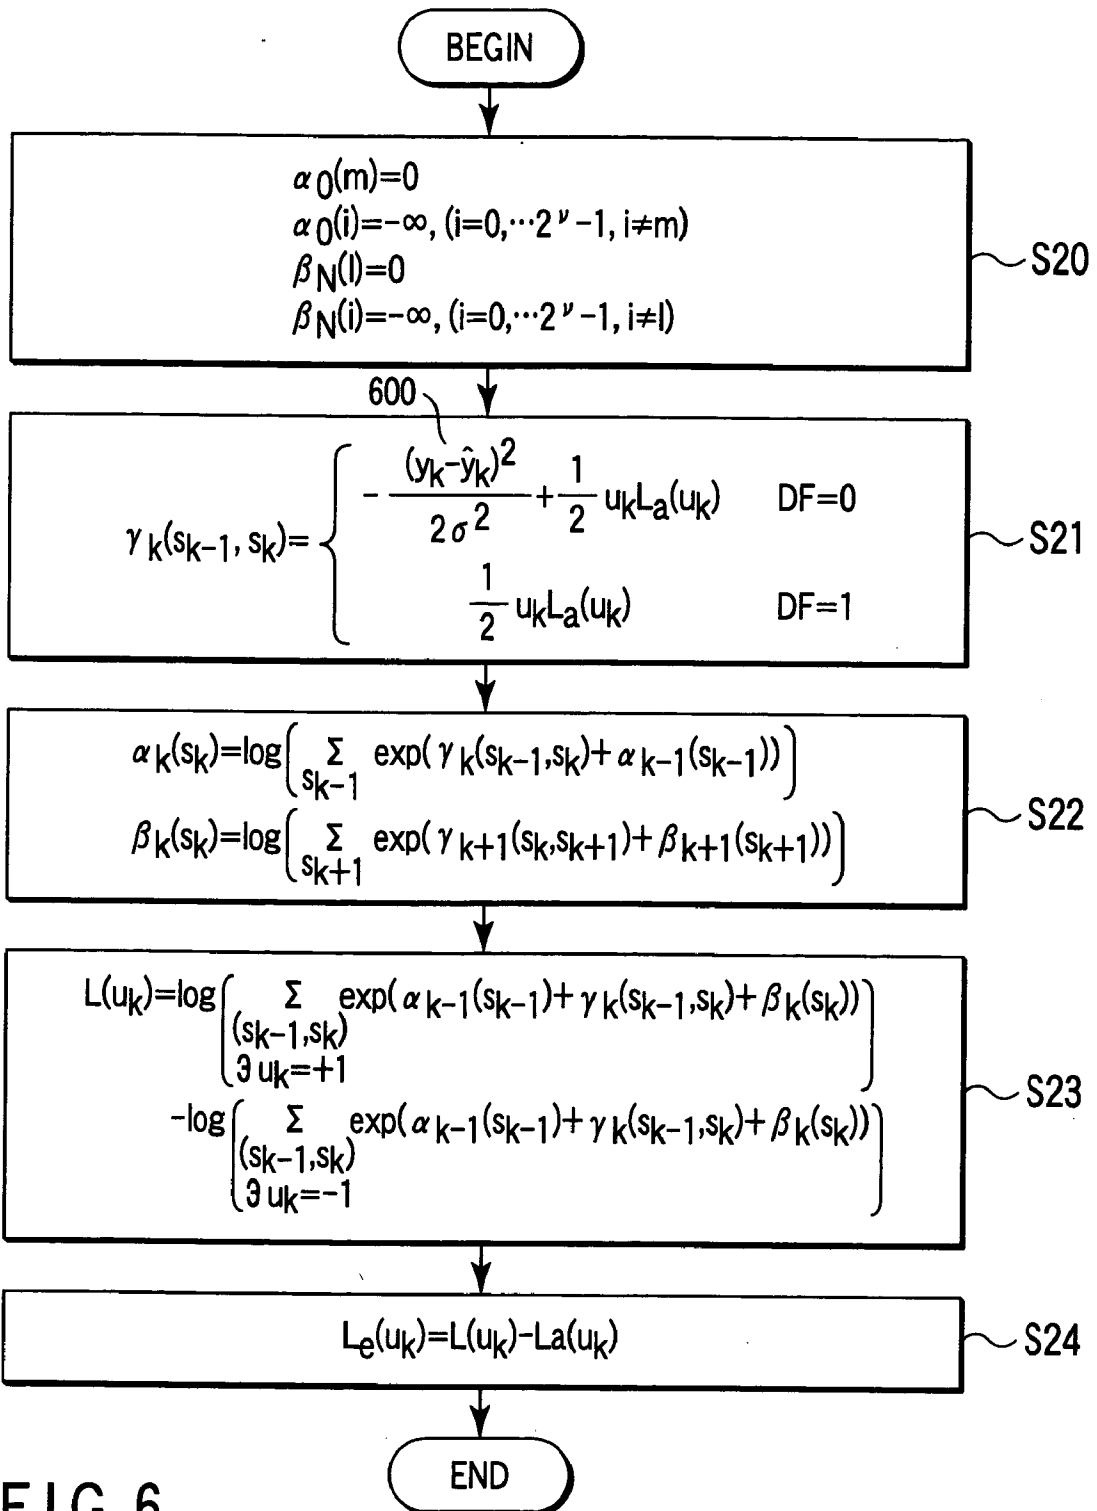 BEGIN
α0(m)=0
α0(i)=-∞, (i=0,···2^ν-1, i≠m)
βN(l)=0
βN(i)=-∞, (i=0,···2^ν-1, i≠l)
S20
600
γk(sk-1, sk)= { -(yk-ŷk)²/2σ² + 1/2 ukLa(uk) DF=0
1/2 ukLa(uk) DF=1
S21
αk(sk)=log(Σ sk-1 exp(γk(sk-1,sk)+αk-1(sk-1)))
βk(sk)=log(Σ sk+1 exp(γk+1(sk,sk+1)+βk+1(sk+1)))
S22
L(uk)=log(Σ exp(αk-1(sk-1)+γk(sk-1,sk)+βk(sk)))
(sk-1,sk)
∋uk=+1
-log(Σ exp(αk-1(sk-1)+γk(sk-1,sk)+βk(sk)))
(sk-1,sk)
∋uk=-1
S23
Le(uk)=L(uk)-La(uk)
S24
END
FIG. 6